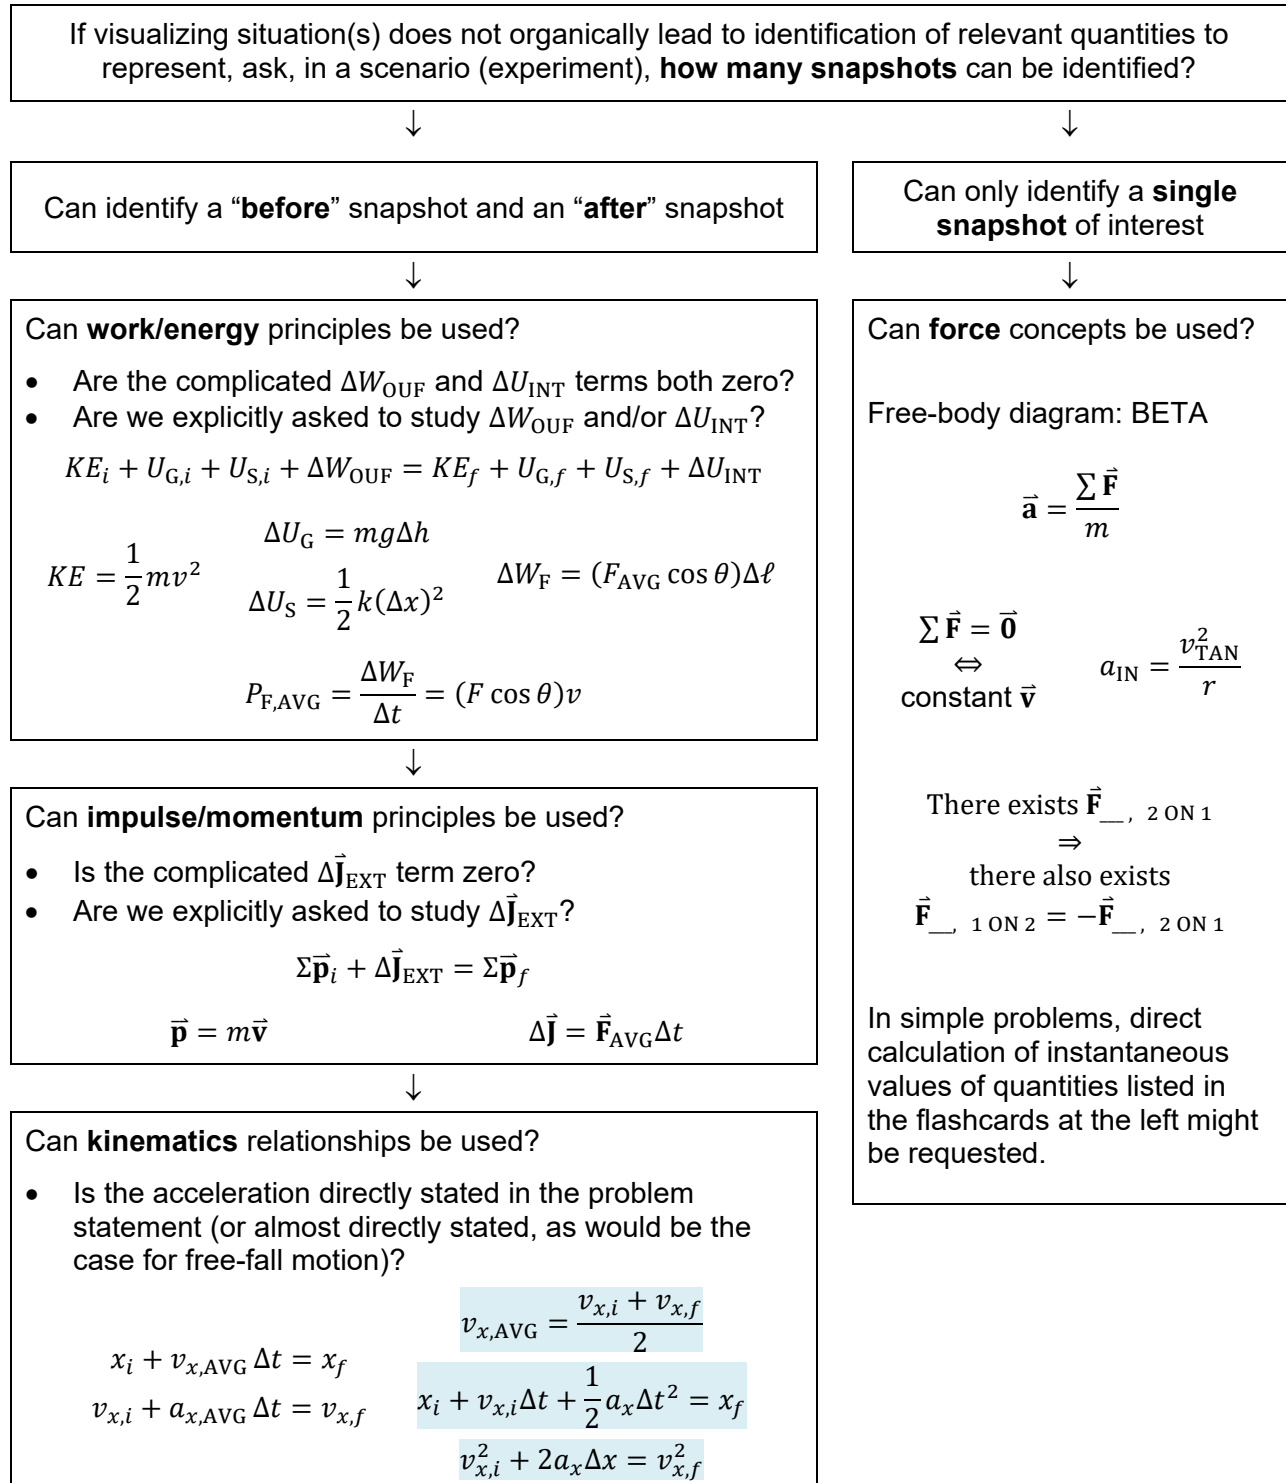 If visualizing situation(s) does not organically lead to identification of relevant quantities to
represent, ask, in a scenario (experiment), how many snapshots can be identified?
↓ ↓
Can identify a “before” snapshot and an “after” snapshot
Can only identify a single
snapshot of interest
↓ ↓
Can work/energy principles be used?
• Are the complicated ΔW_OUF and ΔU_INT terms both zero?
• Are we explicitly asked to study ΔW_OUF and/or ΔU_INT?
KE_i + U_G,i + U_S,i + ΔW_OUF = KE_f + U_G,f + U_S,f + ΔU_INT
KE = 1/2 mv²
ΔU_G = mgΔh
ΔU_S = 1/2 k(Δx)²
ΔW_F = (F_AVG cos θ)Δℓ
P_F,AVG = ΔW_F/Δt = (F cos θ)v
↓
Can impulse/momentum principles be used?
• Is the complicated ΔJ⃗_EXT term zero?
• Are we explicitly asked to study ΔJ⃗_EXT?
Σp⃗_i + ΔJ⃗_EXT = Σp⃗_f
p⃗ = mv⃗
ΔJ⃗ = F⃗_AVG Δt
↓
Can kinematics relationships be used?
• Is the acceleration directly stated in the problem
statement (or almost directly stated, as would be the
case for free-fall motion)?
x_i + v_x,AVG Δt = x_f
v_x,i + a_x,AVG Δt = v_x,f
v_x,AVG = (v_x,i + v_x,f)/2
x_i + v_x,i Δt + 1/2 a_x Δt² = x_f
v²_x,i + 2a_x Δx = v²_x,f
Can force concepts be used?
Free-body diagram: BETA
a⃗ = ΣF⃗/m
ΣF⃗ = 0⃗
⇔
constant v⃗
a_IN = v²_TAN/r
There exists F⃗__, 2 ON 1
⇒
there also exists
F⃗__, 1 ON 2 = −F⃗__, 2 ON 1
In simple problems, direct
calculation of instantaneous
values of quantities listed in
the flashcards at the left might
be requested.